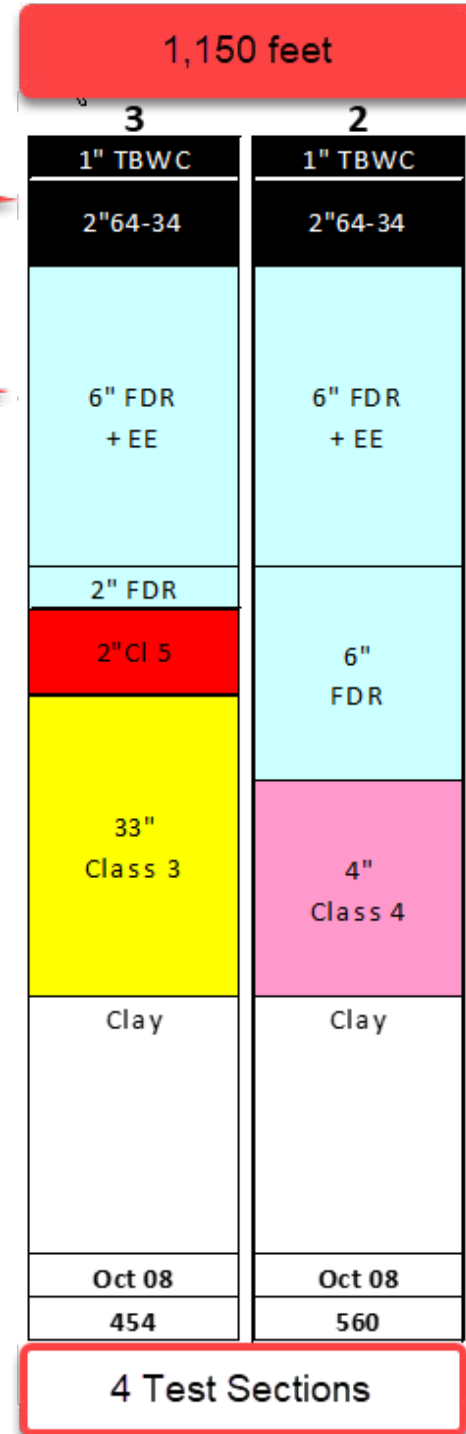 1,150 feet
3
1" TBWC
2"64-34
6" FDR
+ EE
2" FDR
2"Cl 5
33"
Class 3
Clay
Oct 08
454
2
1" TBWC
2"64-34
6" FDR
+ EE
6"
FDR
4"
Class 4
Clay
Oct 08
560
4 Test Sections